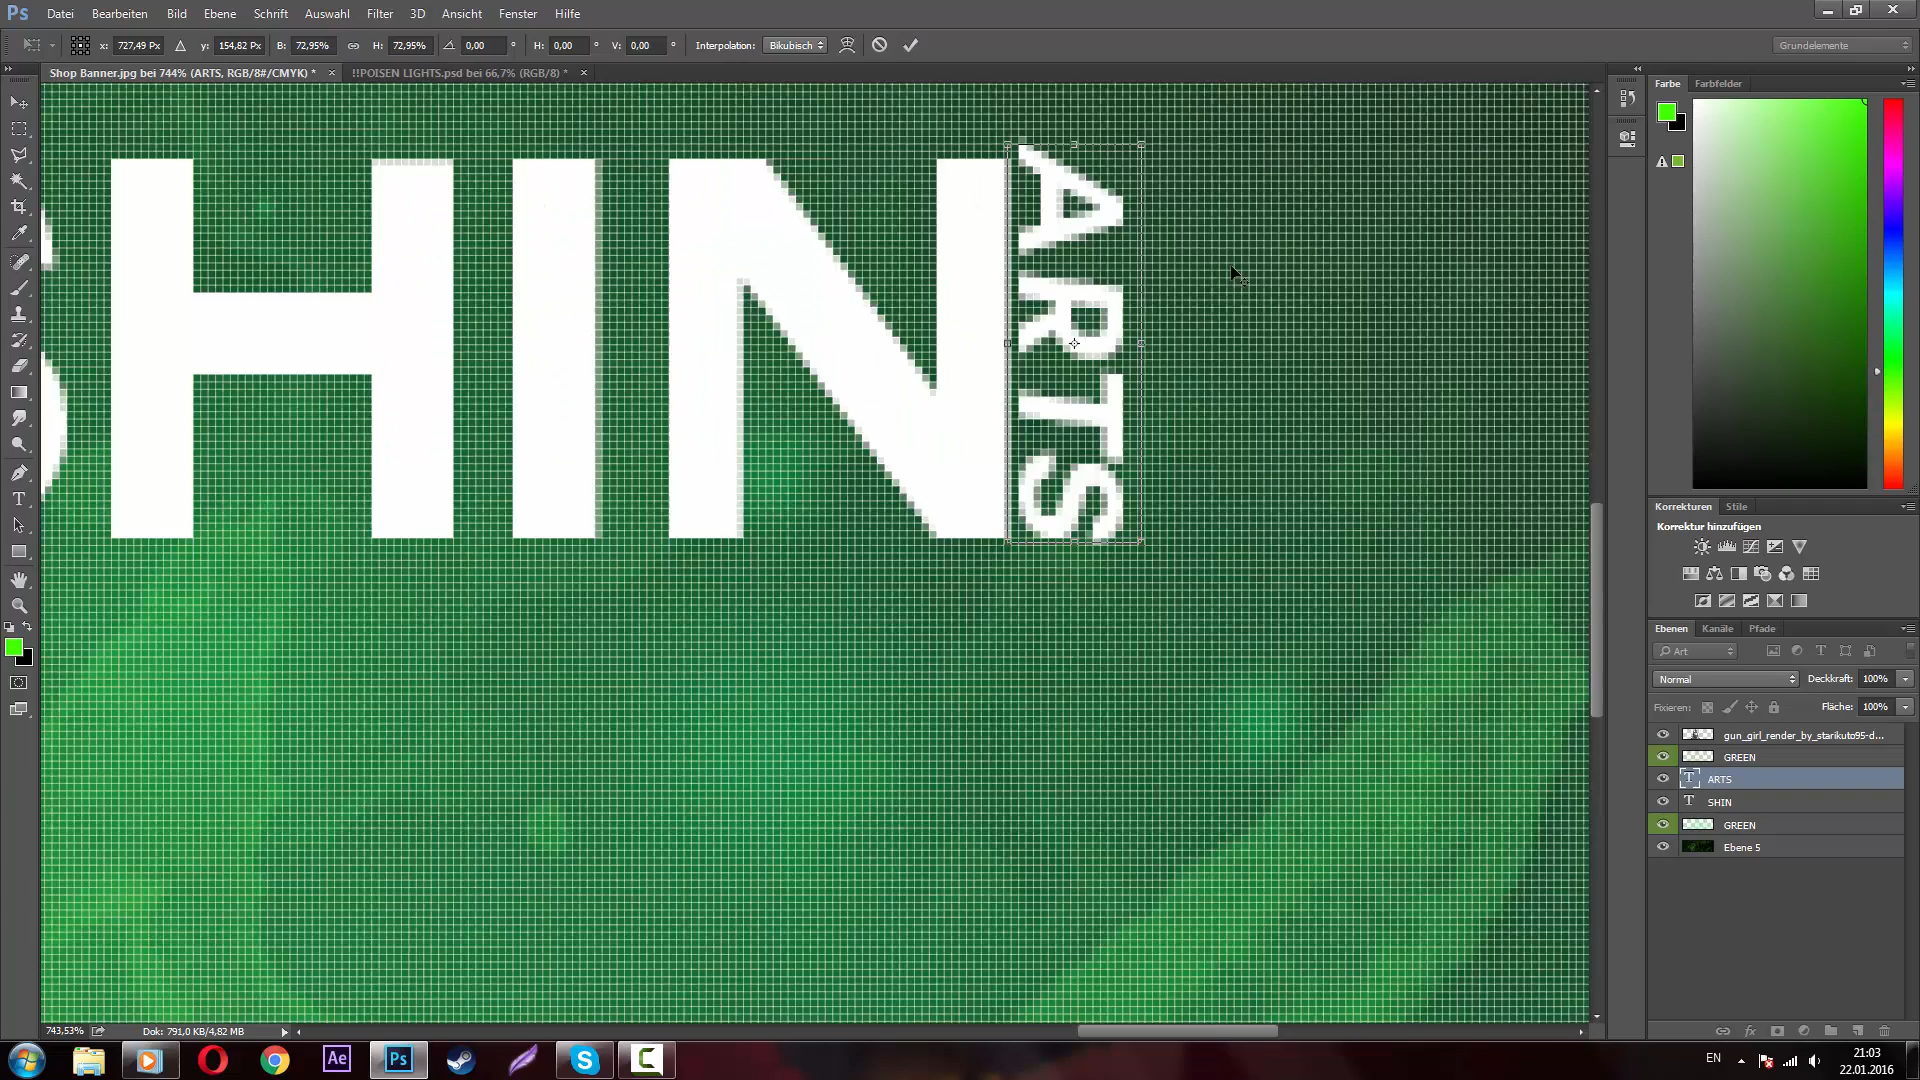 Ps Datei Bearbeiten Bild Ebene Schrift Auswahl Filter 3D Ansicht Fenster Hilfe
x: 727,49 Px y: 154,82 Px B: 72,95% H: 72,95% 0,00 ° H: 0,00 ° V: 0,00 ° Interpolation: Bikubisch Grundelemente
Shop Banner.jpg bei 744% (ARTS, RGB/8#/CMYK) * × !!POISEN LIGHTS.psd bei 66,7% (RGB/8) * ×
Farbe Farbfelder
HIN
ARTS
Korrekturen Stile
Korrektur hinzufügen
Ebenen Kanäle Pfade
Art
Normal Deckkraft: 100%
Fixieren: Fläche: 100%
gun_girl_render_by_starikuto95-d...
GREEN
T ARTS
T SHIN
GREEN
Ebene 5
743,53% Dok: 791,0 KB/4,82 MB
Ae Ps EN 21:03
22.01.2016